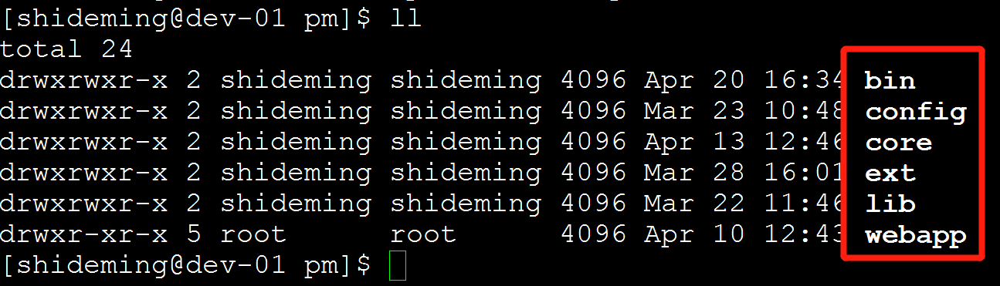 [shideming@dev-01 pm]$ ll
total 24
drwxrwxr-x 2 shideming shideming 4096 Apr 20 16:34 bin
drwxrwxr-x 2 shideming shideming 4096 Mar 23 10:48 config
drwxrwxr-x 2 shideming shideming 4096 Apr 13 12:46 core
drwxrwxr-x 2 shideming shideming 4096 Mar 28 16:01 ext
drwxrwxr-x 2 shideming shideming 4096 Mar 22 11:46 lib
drwxr-xr-x 5 root      root      4096 Apr 10 12:43 webapp
[shideming@dev-01 pm]$